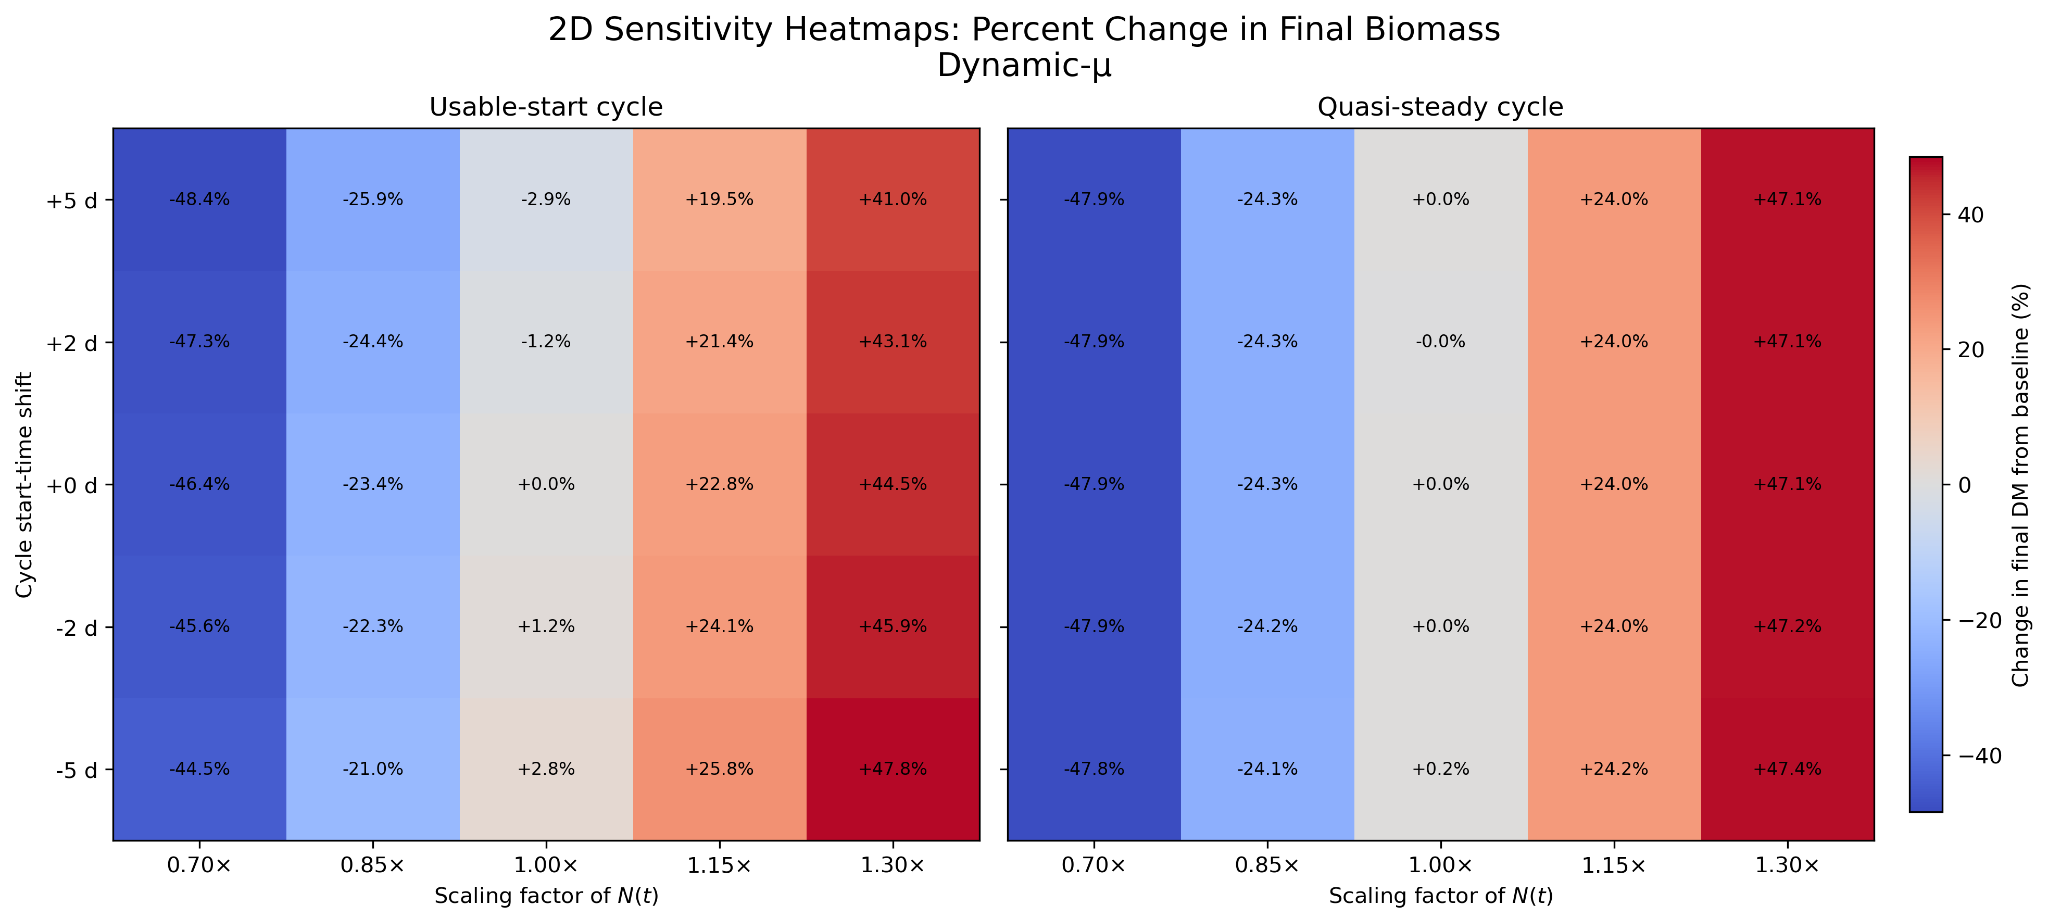 2D Sensitivity Heatmaps: Percent Change in Final Biomass
Dynamic-μ
Usable-start cycle
Quasi-steady cycle
Cycle start-time shift
+5 d -48.4% -25.9% -2.9% +19.5% +41.0% -47.9% -24.3% +0.0% +24.0% +47.1%
+2 d -47.3% -24.4% -1.2% +21.4% +43.1% -47.9% -24.3% -0.0% +24.0% +47.1%
+0 d -46.4% -23.4% +0.0% +22.8% +44.5% -47.9% -24.3% +0.0% +24.0% +47.1%
-2 d -45.6% -22.3% +1.2% +24.1% +45.9% -47.9% -24.2% +0.0% +24.0% +47.2%
-5 d -44.5% -21.0% +2.8% +25.8% +47.8% -47.8% -24.1% +0.2% +24.2% +47.4%
0.70× 0.85× 1.00× 1.15× 1.30× 0.70× 0.85× 1.00× 1.15× 1.30×
Scaling factor of N(t)
Scaling factor of N(t)
40
20
0
−20
−40
Change in final DM from baseline (%)